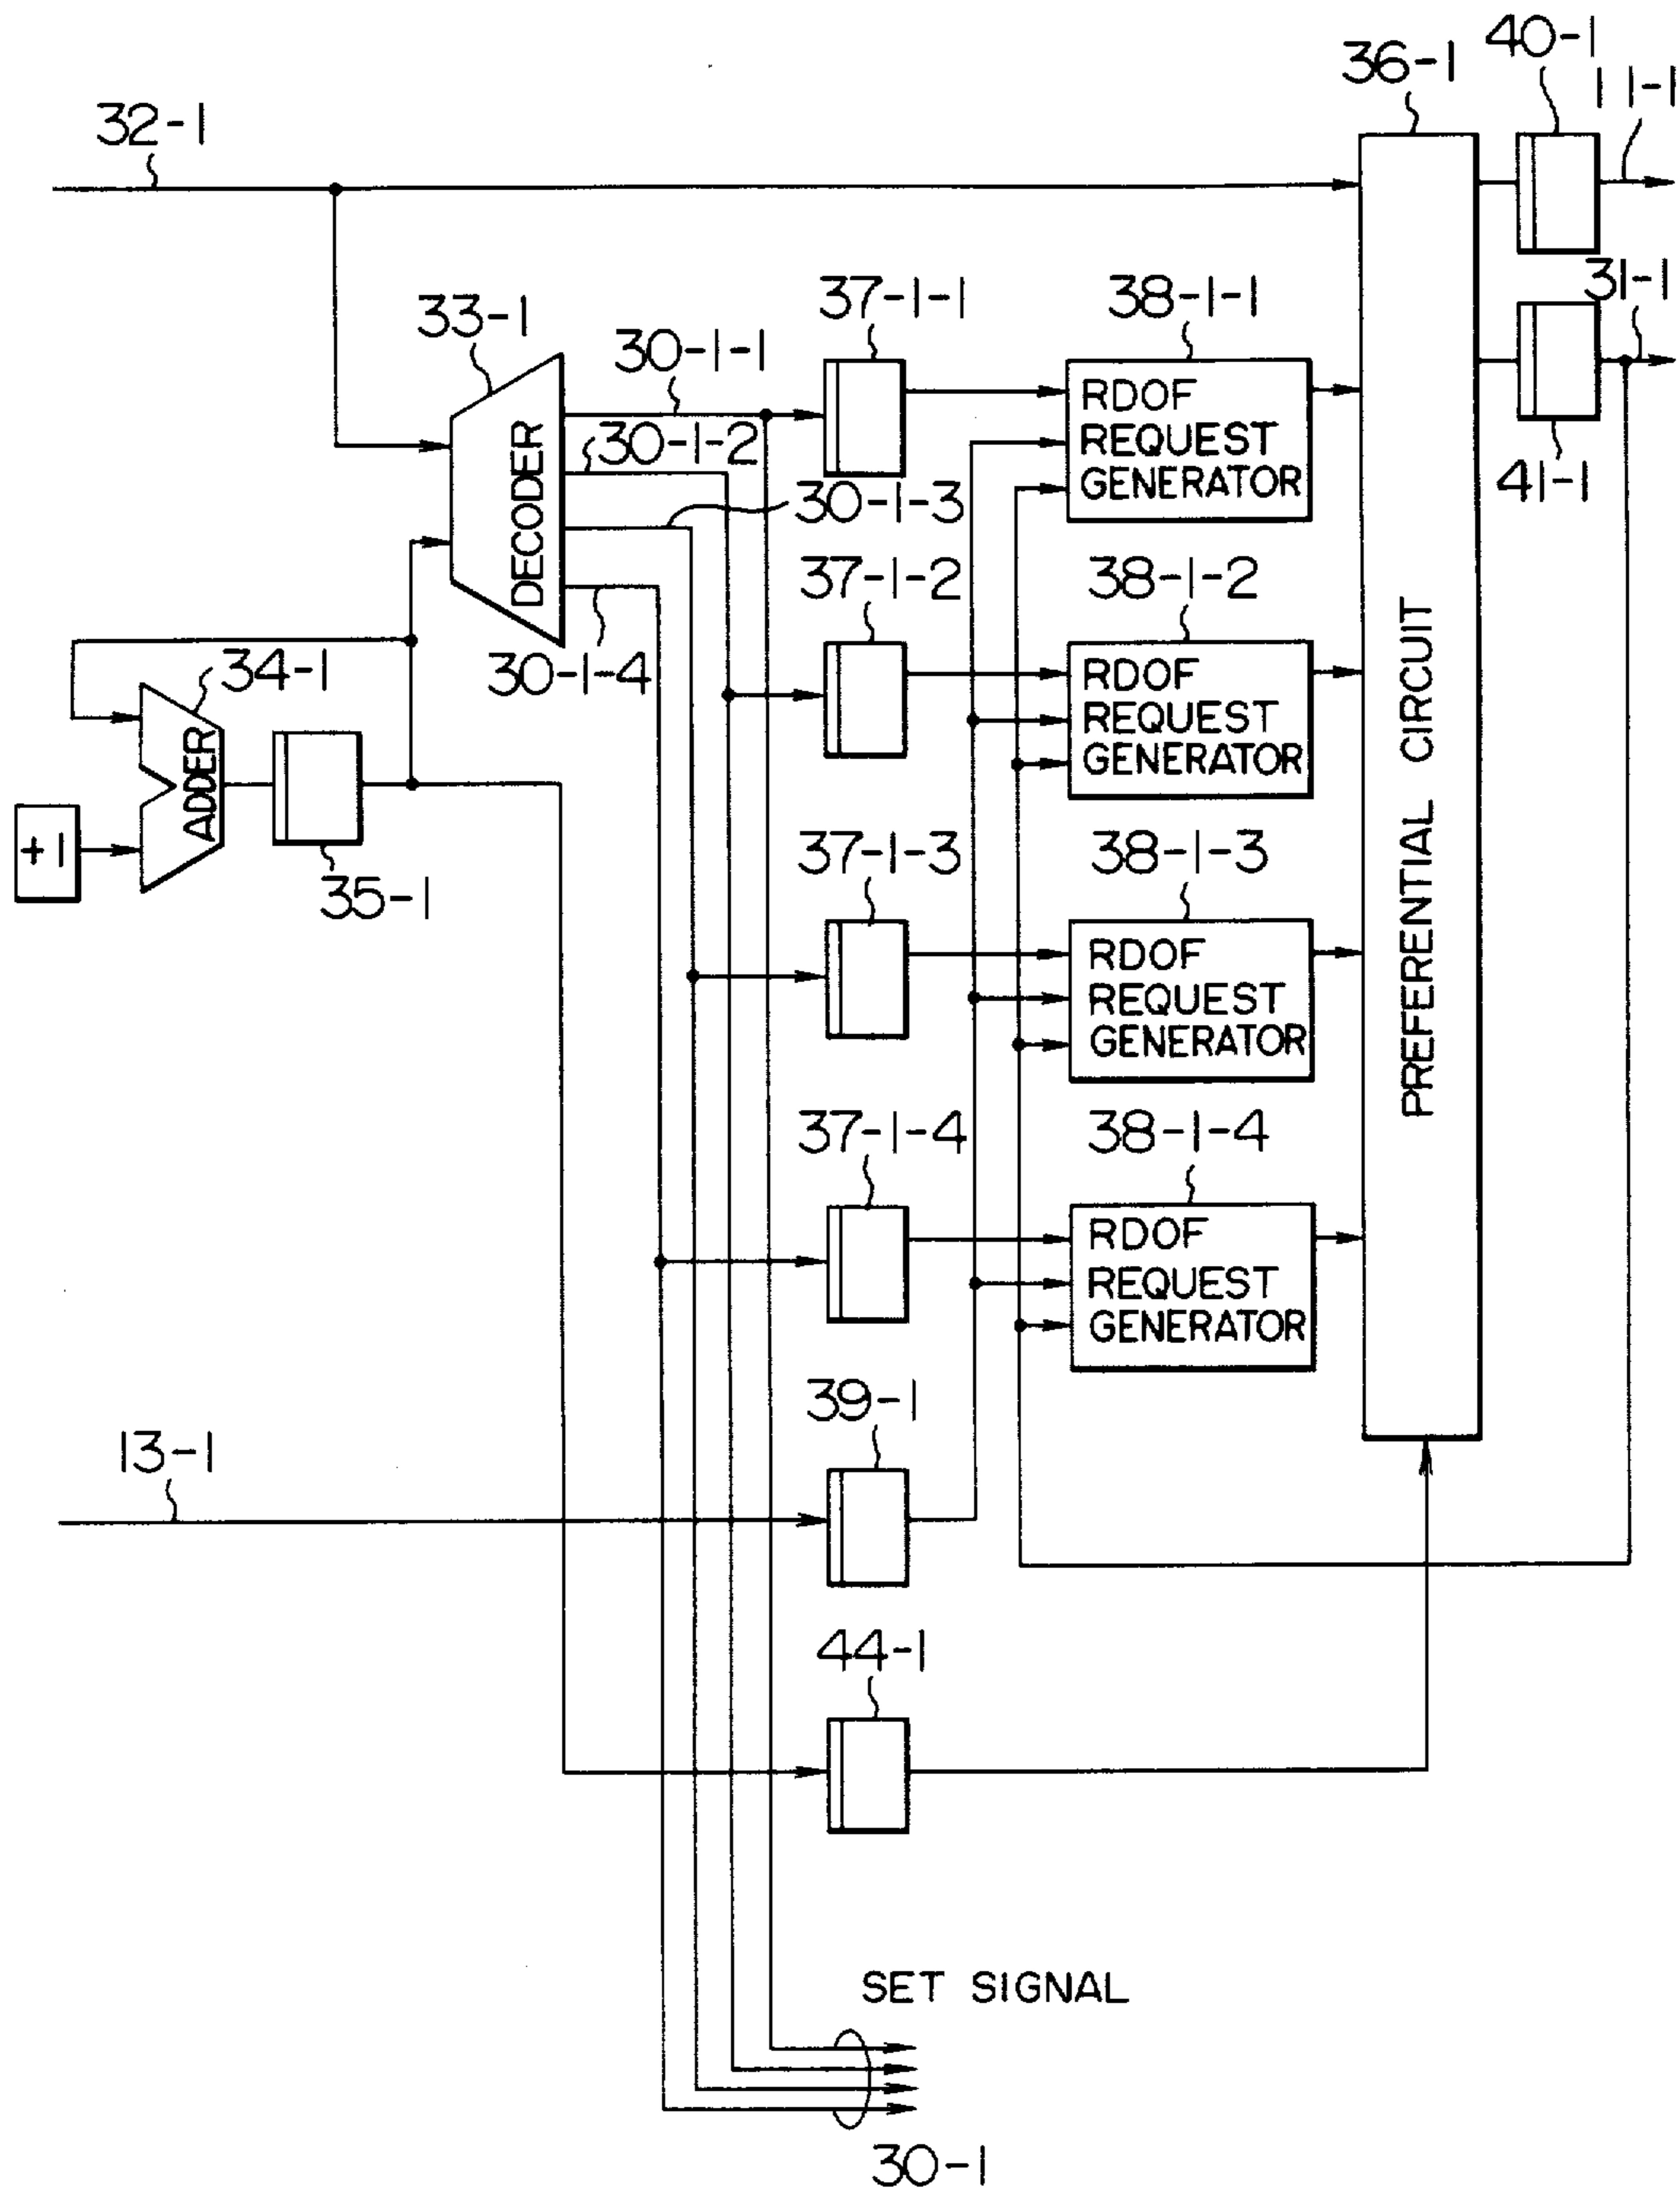 36-1
40-1
11-1
32-1
33-1
30-1-1
37-1-1
38-1-1
31-1
DECODER
30-1-2
30-1-3
RDOF
REQUEST
GENERATOR
41-1
34-1
30-1-4
37-1-2
38-1-2
ADDER
+1
35-1
RDOF
REQUEST
GENERATOR
PREFERENTIAL CIRCUIT
37-1-3
38-1-3
RDOF
REQUEST
GENERATOR
37-1-4
38-1-4
RDOF
REQUEST
GENERATOR
13-1
39-1
44-1
SET SIGNAL
30-1